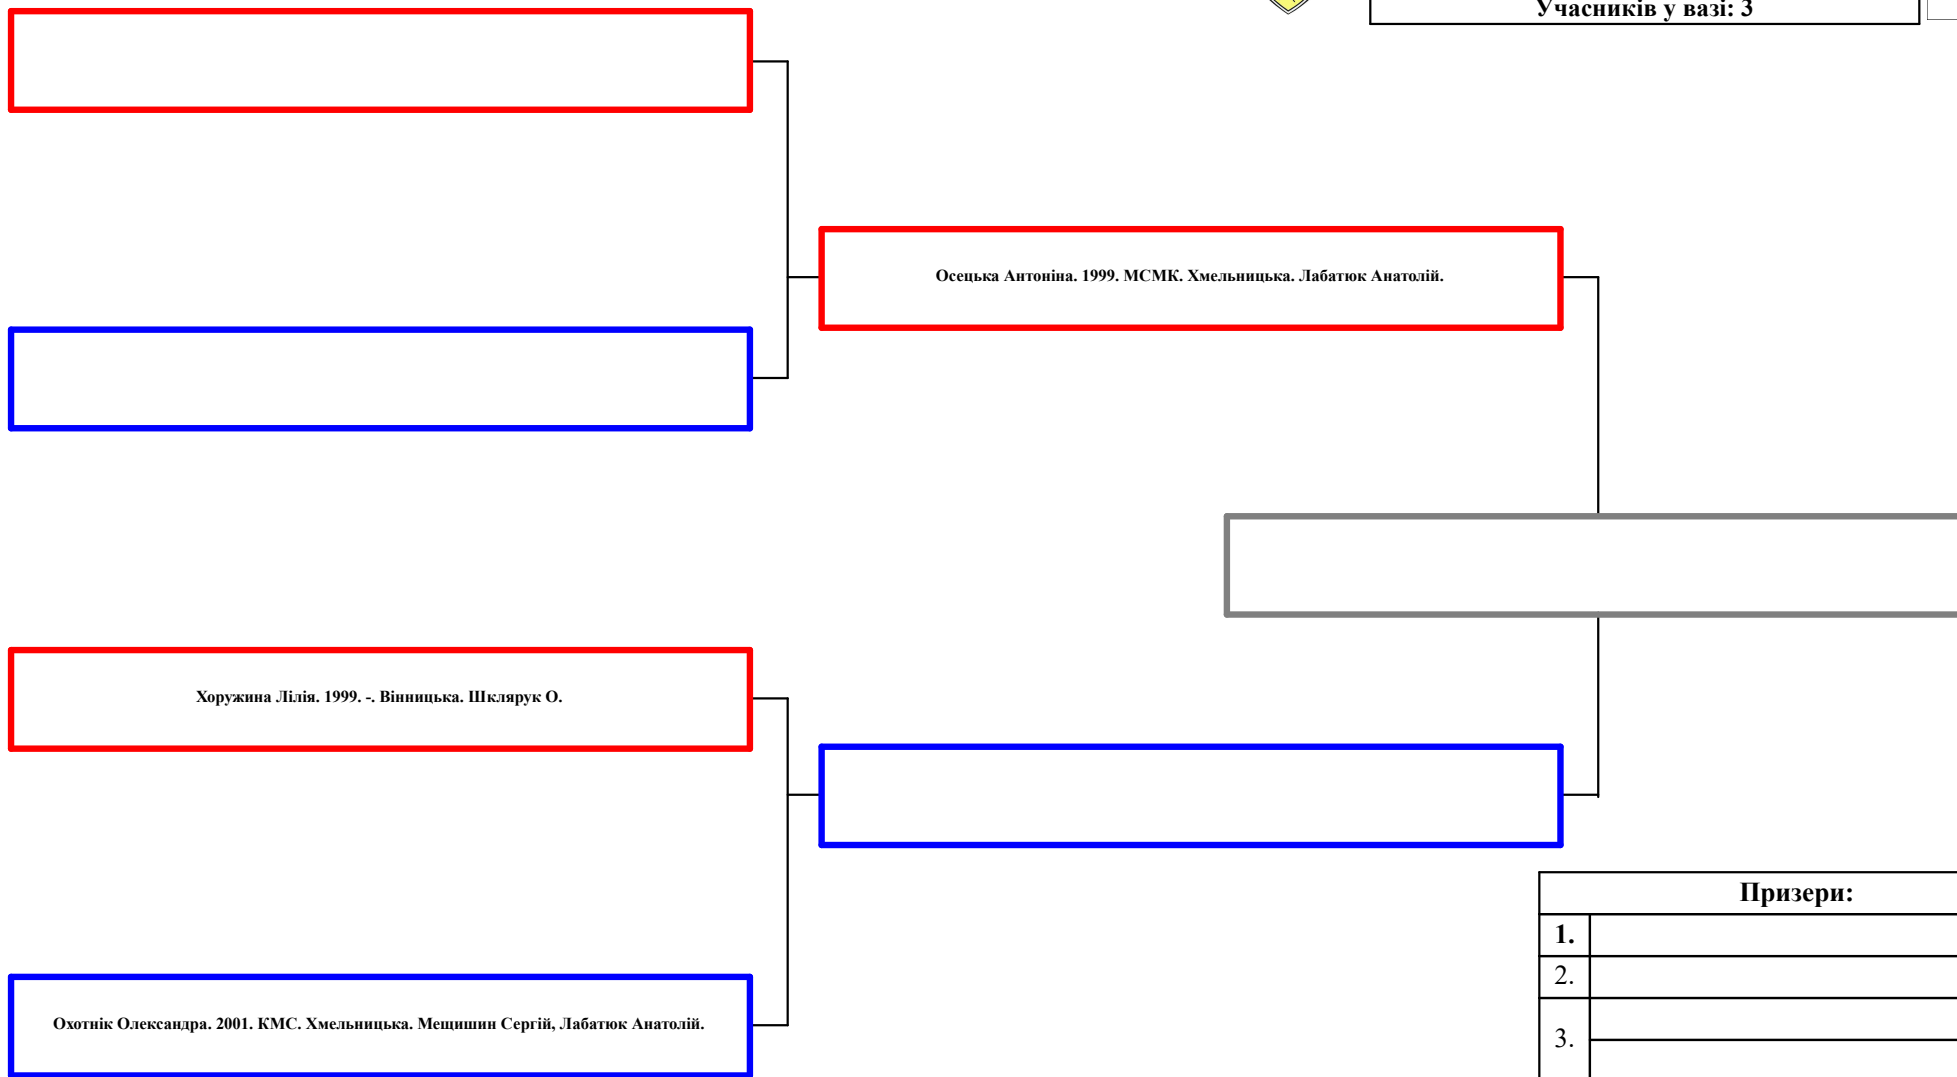 Учасників у вазі: 3
Осецька Антоніна. 1999. МСМК. Хмельницька. Лабатюк Анатолій.
Хоружина Лілія. 1999. -. Вінницька. Шклярук О.
Охотнік Олександра. 2001. КМС. Хмельницька. Мещишин Сергій, Лабатюк Анатолій.
Призери:
1.
2.
3.